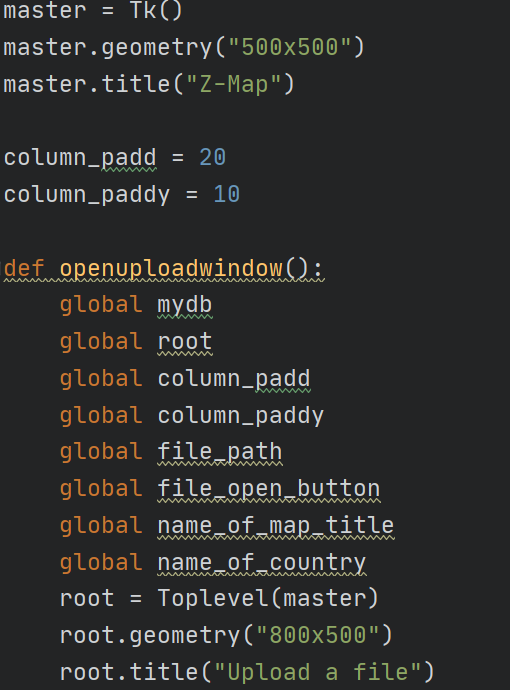 master = Tk()
master.geometry("500x500")
master.title("Z-Map")
column_padd = 20
column_paddy = 10
def openuploadwindow():
    global mydb
    global root
    global column_padd
    global column_paddy
    global file_path
    global file_open_button
    global name_of_map_title
    global name_of_country
    root = Toplevel(master)
    root.geometry("800x500")
    root.title("Upload a file")